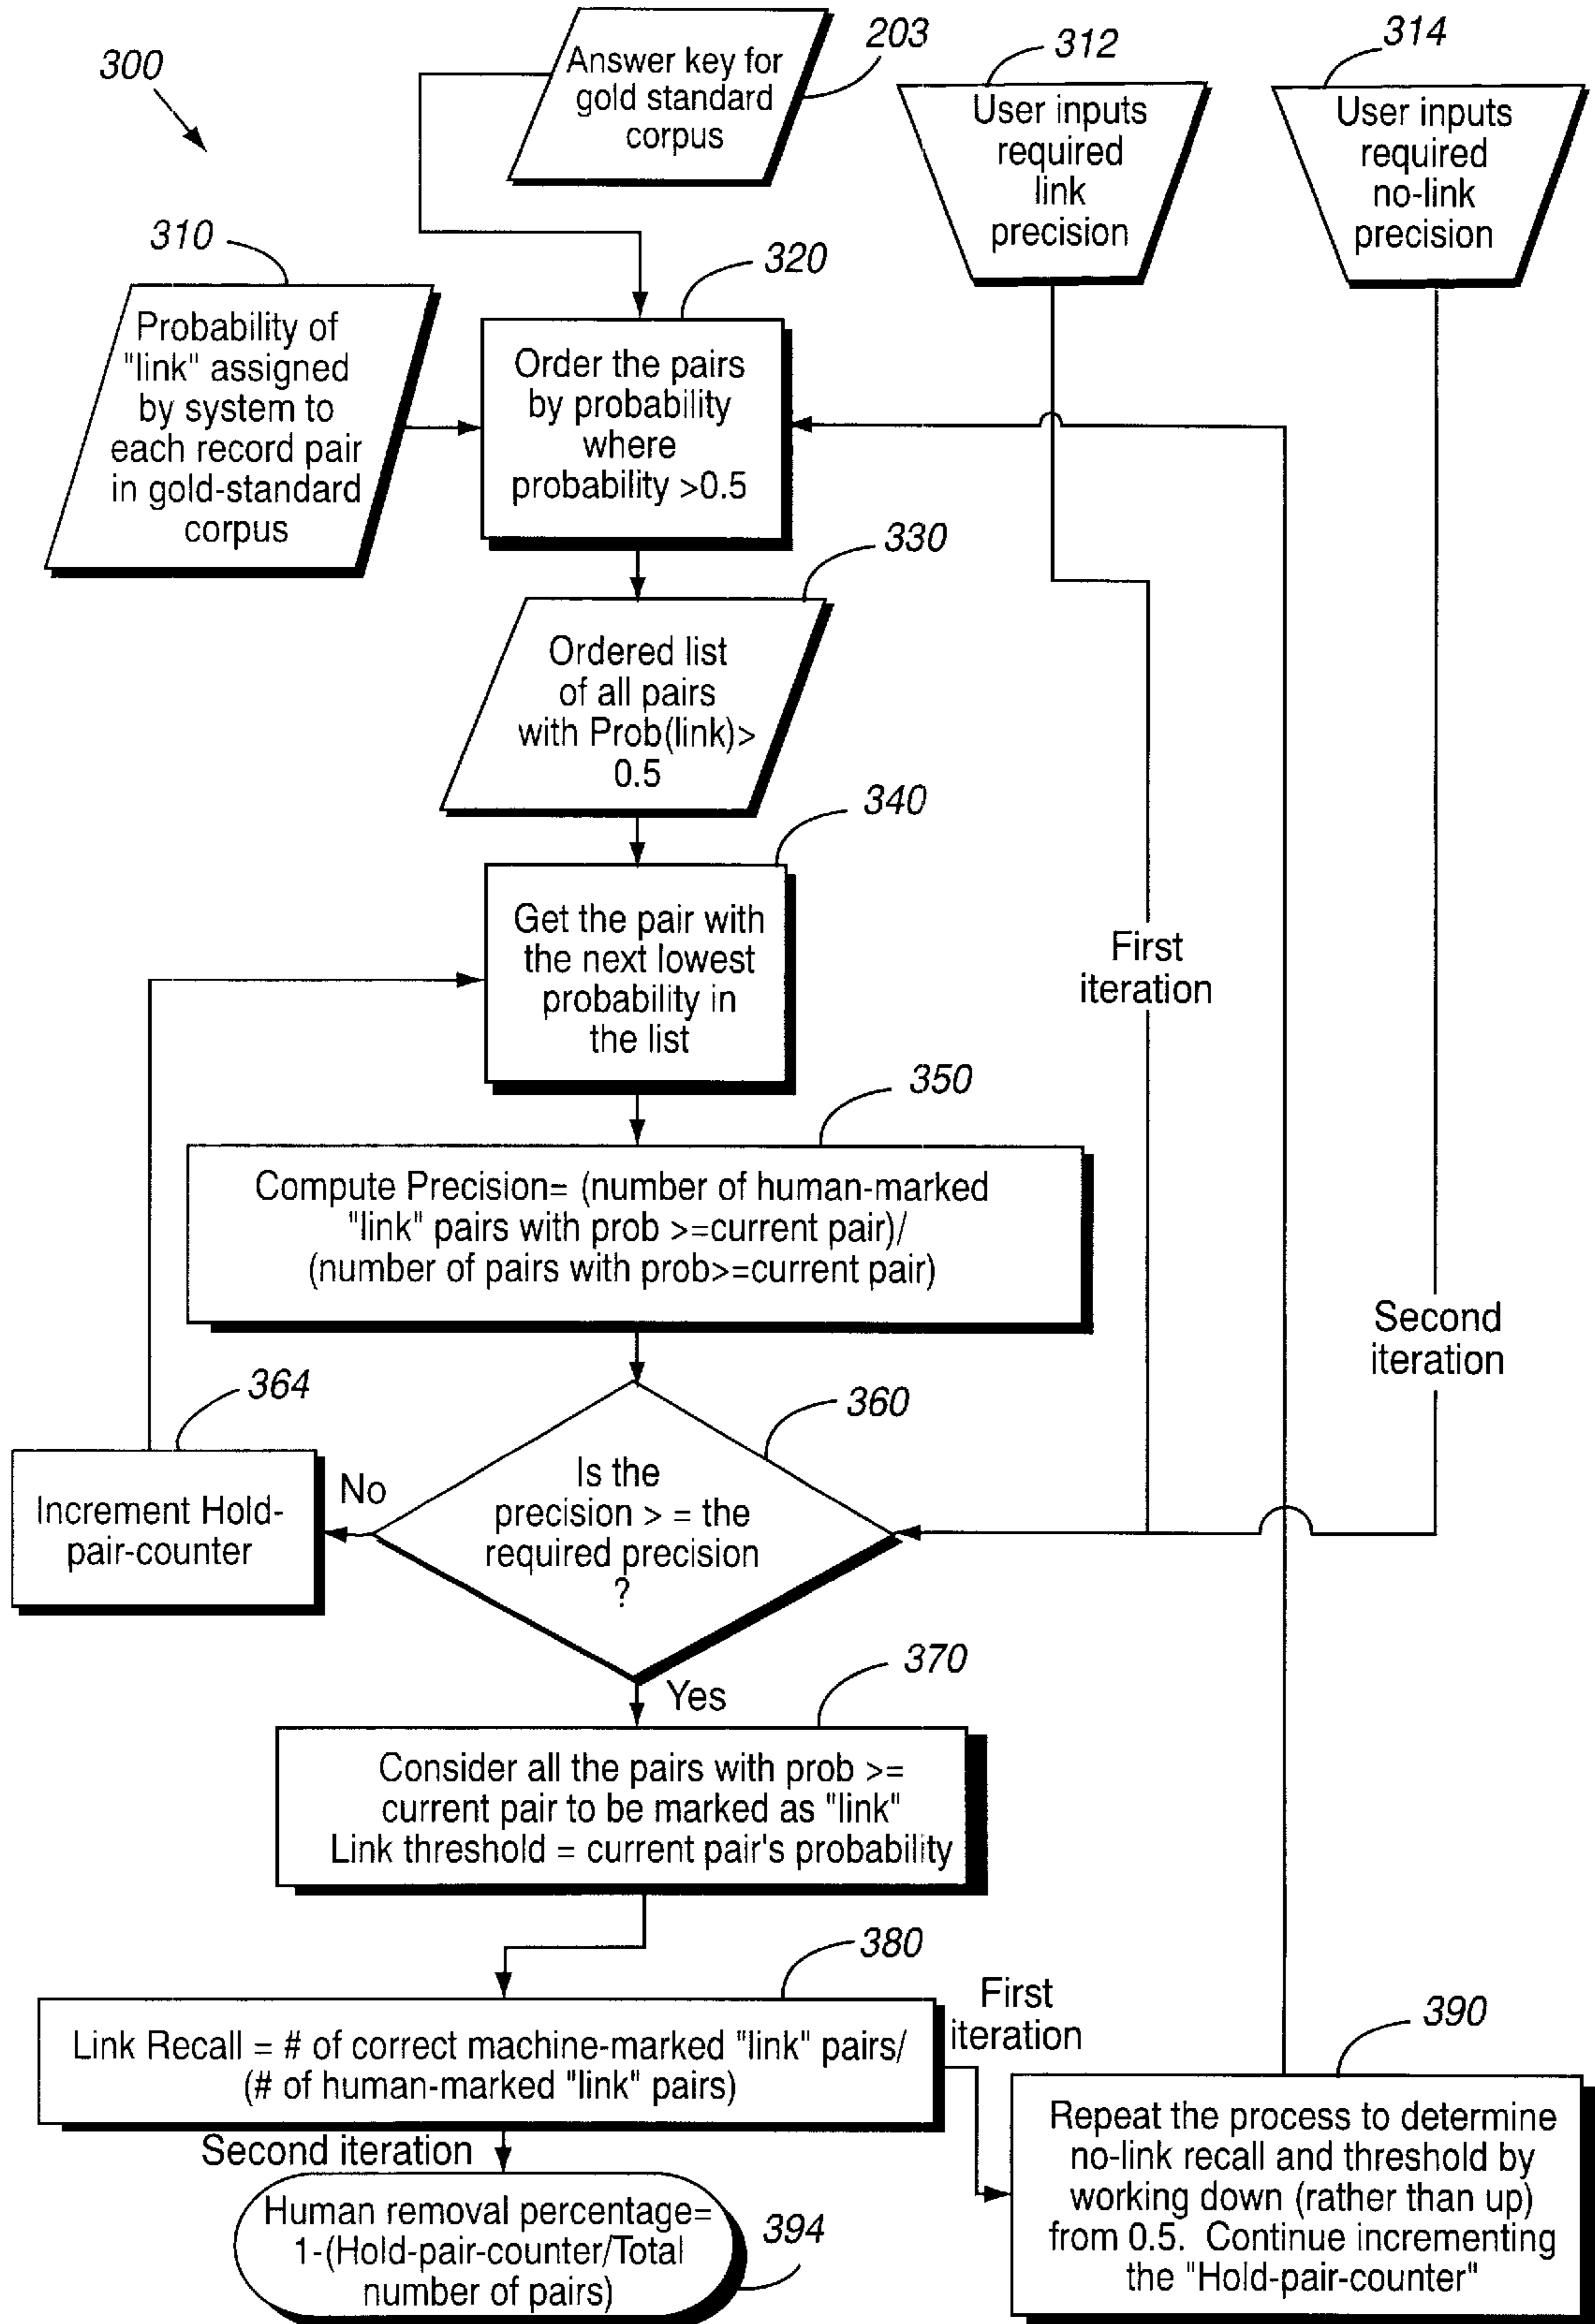 300
Answer key for
gold standard
corpus
203
312
User inputs
required
link
precision
314
User inputs
required
no-link
precision
310
Probability of
"link" assigned
by system to
each record pair
in gold-standard
corpus
320
Order the pairs
by probability
where
probability >0.5
330
Ordered list
of all pairs
with Prob(link)>
0.5
340
Get the pair with
the next lowest
probability in
the list
First
iteration
350
Compute Precision= (number of human-marked
"link" pairs with prob >=current pair)/
(number of pairs with prob>=current pair)
Second
iteration
364
Increment Hold-
pair-counter
No
360
Is the
precision > = the
required precision
?
Yes
370
Consider all the pairs with prob >=
current pair to be marked as "link"
Link threshold = current pair's probability
380
Link Recall = # of correct machine-marked "link" pairs/
(# of human-marked "link" pairs)
First
iteration
390
Repeat the process to determine
no-link recall and threshold by
working down (rather than up)
from 0.5. Continue incrementing
the "Hold-pair-counter"
Second iteration
Human removal percentage=
1-(Hold-pair-counter/Total
number of pairs)
394